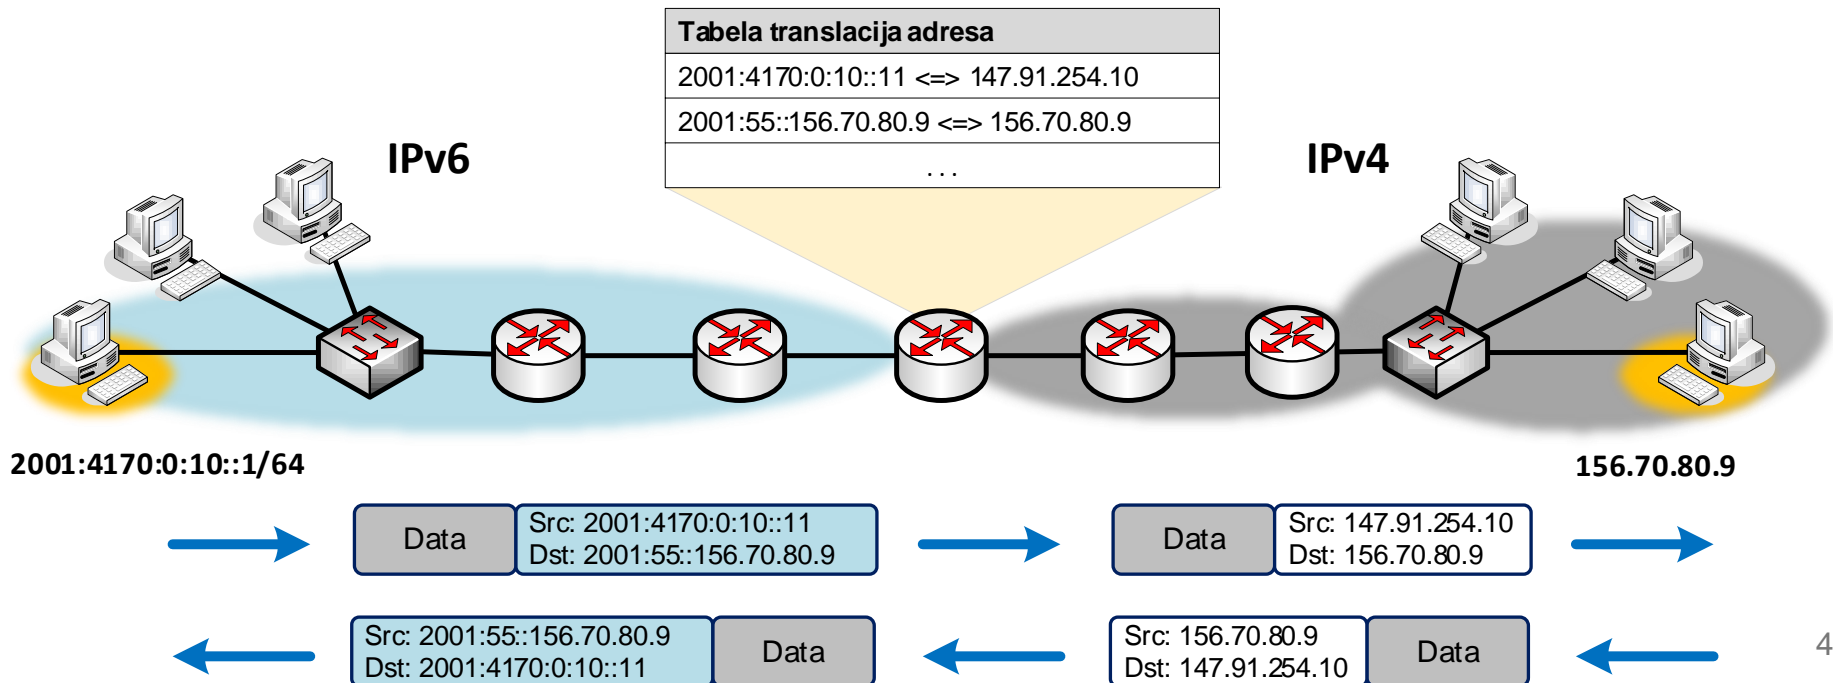 Tabela translacija adresa
2001:4170:0:10::11 <=> 147.91.254.10
2001:55::156.70.80.9 <=> 156.70.80.9
...
IPv6
IPv4
2001:4170:0:10::1/64
156.70.80.9
Data
Src: 2001:4170:0:10::11
Dst: 2001:55::156.70.80.9
Data
Src: 147.91.254.10
Dst: 156.70.80.9
Src: 2001:55::156.70.80.9
Dst: 2001:4170:0:10::11
Data
Src: 156.70.80.9
Dst: 147.91.254.10
Data
4